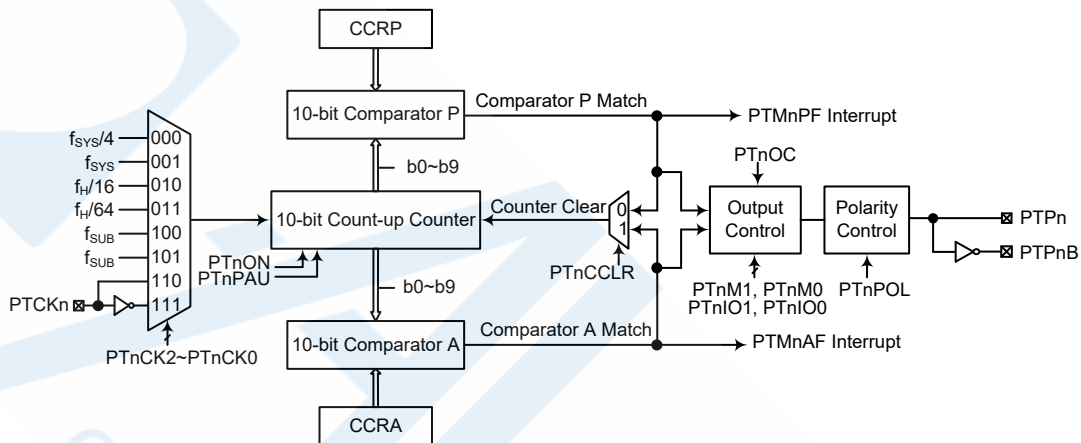 CCRP
10-bit Comparator P
Comparator P Match
PTMnPF Interrupt
fSYS/4
000
fSYS
001
fH/16
010
fH/64
011
fSUB
100
fSUB
101
110
PTCKn
111
PTnCK2~PTnCK0
b0~b9
10-bit Count-up Counter
PTnON
PTnPAU
Counter Clear
0
1
PTnCCLR
PTnOC
Output
Control
PTnM1, PTnM0
PTnIO1, PTnIO0
Polarity
Control
PTnPOL
PTPn
PTPnB
b0~b9
10-bit Comparator A
Comparator A Match
PTMnAF Interrupt
CCRA